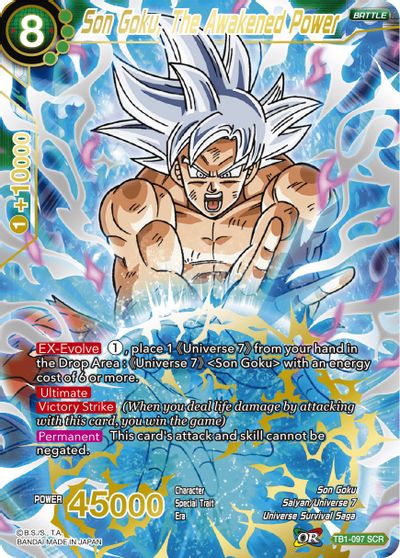 8
Son Goku, The Awakened Power
BATTLE
1 +10000
EX-Evolve 1, place 1 《Universe 7》 from your hand in
the Drop Area : 《Universe 7》 <Son Goku> with an energy
cost of 6 or more.
Ultimate
Victory Strike (When you deal life damage by attacking
with this card, you win the game)
Permanent This card's attack and skill cannot be
negated.
POWER 45000
Character Son Goku
Special Trait Saiyan/Universe 7
Era Universe Survival Saga
©B.S./S. T.A.
BANDAI MADE IN JAPAN
OR TB1-097 SCR